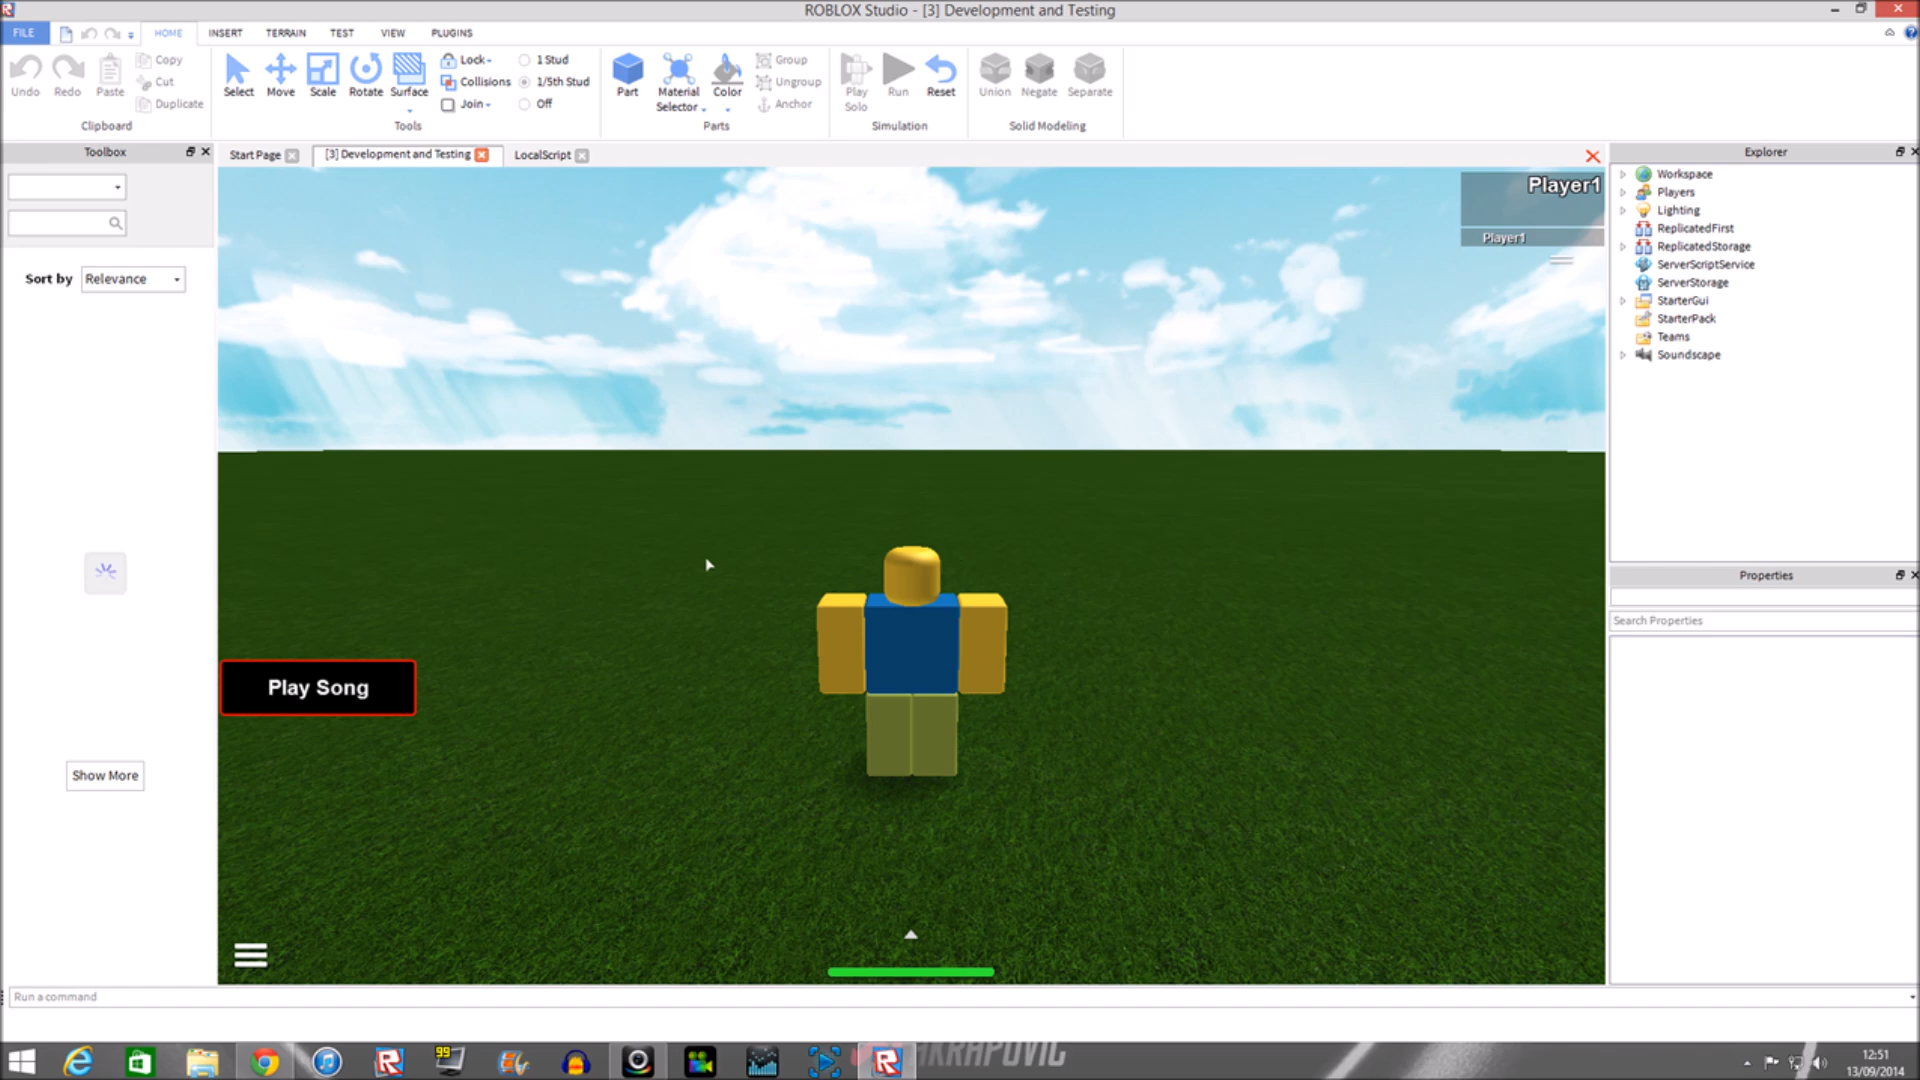 ROBLOX Studio - [3] Development and Testing
FILE
HOME
INSERT
TERRAIN
TEST
VIEW
PLUGINS
Undo
Redo
Paste
Copy
Cut
Duplicate
Clipboard
Select
Move
Scale
Rotate
Surface
Lock
Collisions
Join
1 Stud
1/5th Stud
Off
Tools
Part
Material Selector
Color
Group
Ungroup
Anchor
Parts
Play Solo
Run
Reset
Simulation
Union
Negate
Separate
Solid Modeling
Toolbox
Sort by
Relevance
Show More
Start Page
[3] Development and Testing
LocalScript
Player1
Player1
Play Song
Explorer
Workspace
Players
Lighting
ReplicatedFirst
ReplicatedStorage
ServerScriptService
ServerStorage
StarterGui
StarterPack
Teams
Soundscape
Properties
Search Properties
Run a command
99
AKRAPOVIC
12:51
13/09/2014